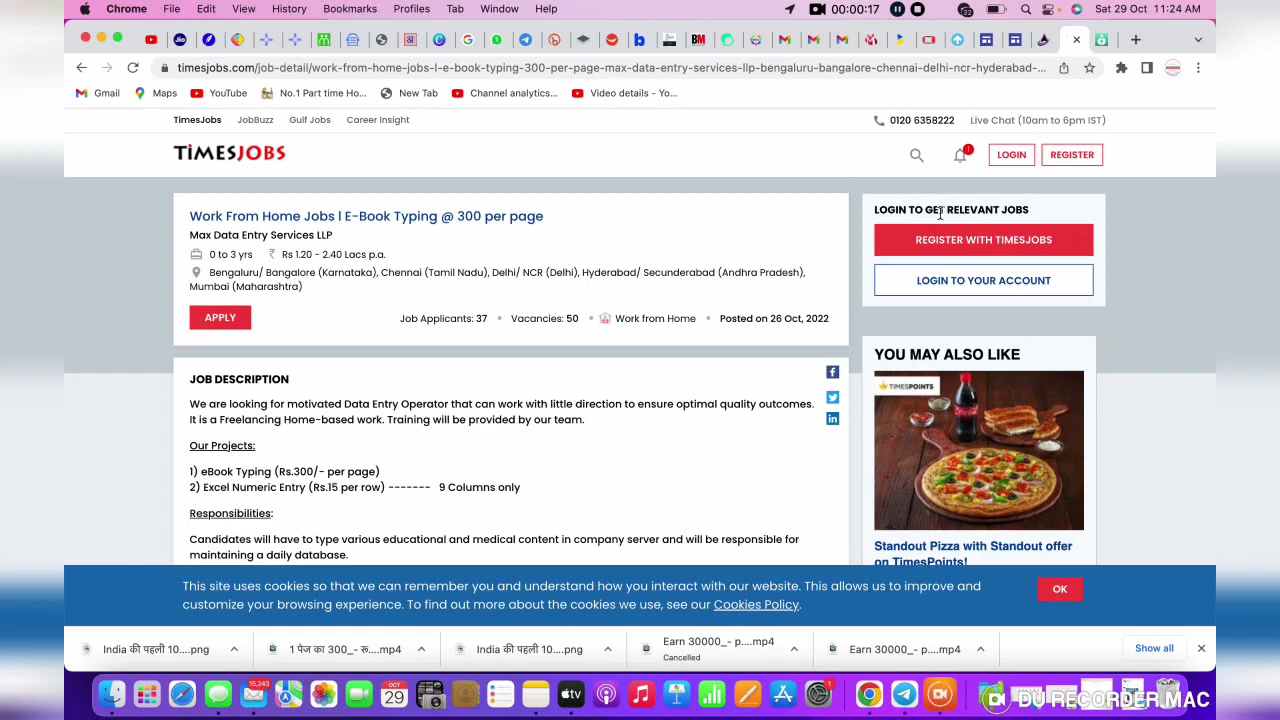 Chrome File Edit View History Bookmarks Profiles Tab Window Help
00:00:17
32
Sat 29 Oct 11:24 AM
timesjobs.com/job-detail/work-from-home-jobs-l-e-book-typing-300-per-page-max-data-entry-services-llp-bengaluru-bangalore-chennai-delhi-ncr-hyderabad-...
Gmail Maps YouTube No.1 Part time Ho... New Tab Channel analytics... Video details - Yo...
TimesJobs JobBuzz Gulf Jobs Career Insight
0120 6358222 Live Chat (10am to 6pm IST)
TIMESJOBS
1
LOGIN REGISTER
Work From Home Jobs l E-Book Typing @ 300 per page
Max Data Entry Services LLP
0 to 3 yrs ₹ Rs 1.20 - 2.40 Lacs p.a.
Bengaluru/ Bangalore (Karnataka), Chennai (Tamil Nadu), Delhi/ NCR (Delhi), Hyderabad/ Secunderabad (Andhra Pradesh),
Mumbai (Maharashtra)
APPLY
Job Applicants: 37 • Vacancies: 50 • Work from Home • Posted on 26 Oct, 2022
LOGIN TO GET RELEVANT JOBS
REGISTER WITH TIMESJOBS
LOGIN TO YOUR ACCOUNT
JOB DESCRIPTION
We are looking for motivated Data Entry Operator that can work with little direction to ensure optimal quality outcomes.
It is a Freelancing Home-based work. Training will be provided by our team.
Our Projects:
1) eBook Typing (Rs.300/- per page)
2) Excel Numeric Entry (Rs.15 per row) ------- 9 Columns only
Responsibilities:
Candidates will have to type various educational and medical content in company server and will be responsible for
maintaining a daily database.
YOU MAY ALSO LIKE
TIMESPOINTS
Standout Pizza with Standout offer
on TimesPoints!
This site uses cookies so that we can remember you and understand how you interact with our website. This allows us to improve and
customize your browsing experience. To find out more about the cookies we use, see our Cookies Policy.
OK
India की पहली 10....png
1 पेज का 300_- रू....mp4
India की पहली 10....png
Earn 30000_- p....mp4
Cancelled
Earn 30000_- p....mp4
Show all
15,243
OCT
29
tv
1
DU RECORDER MAC